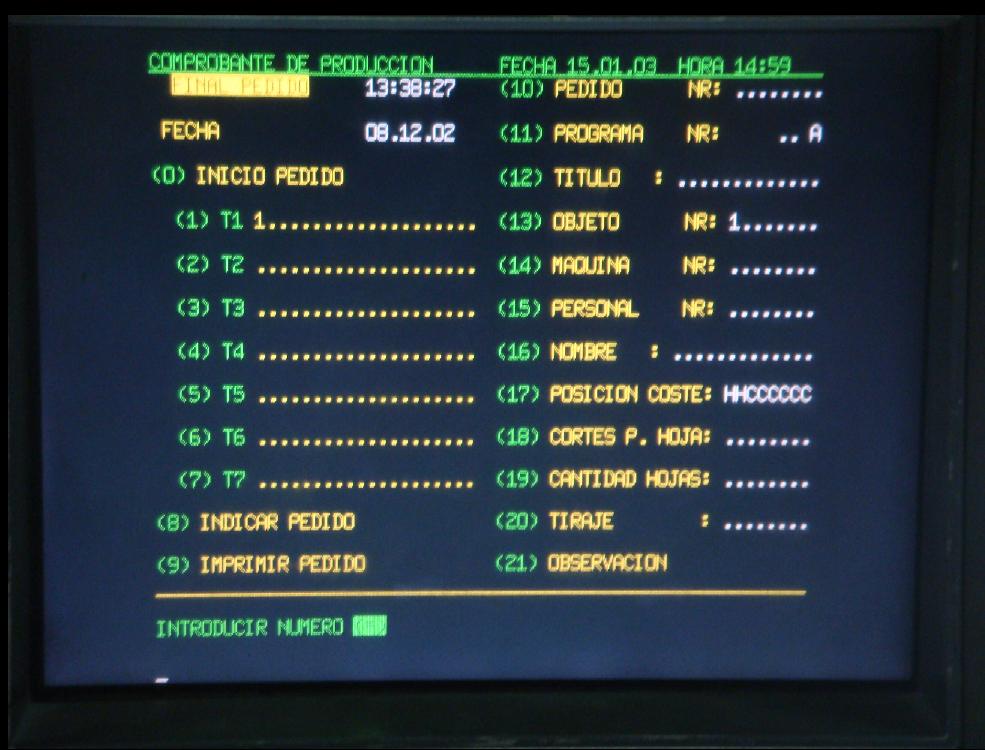 COMPROBANTE DE PRODUCCION FECHA 15.01.03 HORA 14:59
FINAL PEDIDO 13:38:27 (10) PEDIDO NR: ........
FECHA 08.12.02 (11) PROGRAMA NR: .. A
(0) INICIO PEDIDO (12) TITULO : .............
(1) T1 1................... (13) OBJETO NR: 1.......
(2) T2 .................... (14) MAQUINA NR: ........
(3) T3 .................... (15) PERSONAL NR: ........
(4) T4 .................... (16) NOMBRE : .............
(5) T5 .................... (17) POSICION COSTE: HHCCCCCC
(6) T6 .................... (18) CORTES P. HOJA: ........
(7) T7 .................... (19) CANTIDAD HOJAS: ........
(8) INDICAR PEDIDO (20) TIRAJE : ........
(9) IMPRIMIR PEDIDO (21) OBSERVACION
INTRODUCIR NUMERO